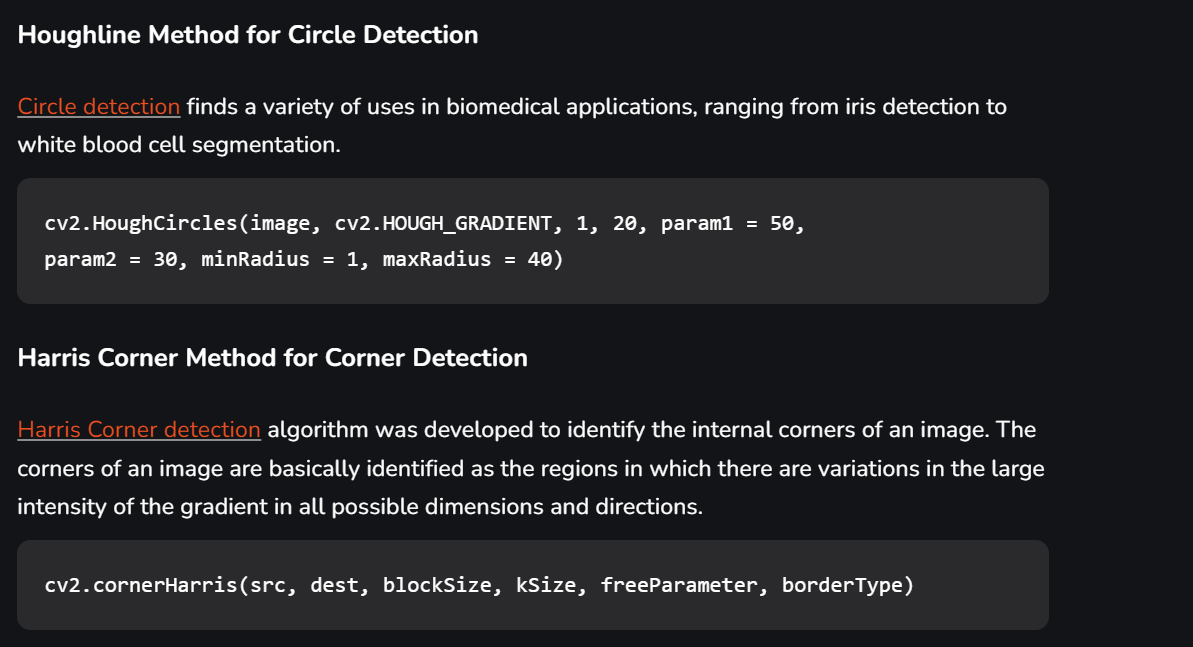 Houghline Method for Circle Detection
Circle detection finds a variety of uses in biomedical applications, ranging from iris detection to
white blood cell segmentation.
cv2.HoughCircles(image, cv2.HOUGH_GRADIENT, 1, 20, param1 = 50,
param2 = 30, minRadius = 1, maxRadius = 40)
Harris Corner Method for Corner Detection
Harris Corner detection algorithm was developed to identify the internal corners of an image. The
corners of an image are basically identified as the regions in which there are variations in the large
intensity of the gradient in all possible dimensions and directions.
cv2.cornerHarris(src, dest, blockSize, kSize, freeParameter, borderType)